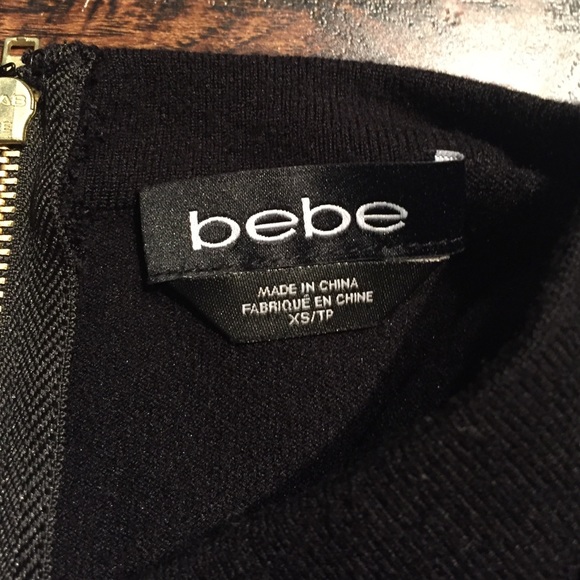 bebe
MADE IN CHINA
FABRIQUÉ EN CHINE
XS/TP